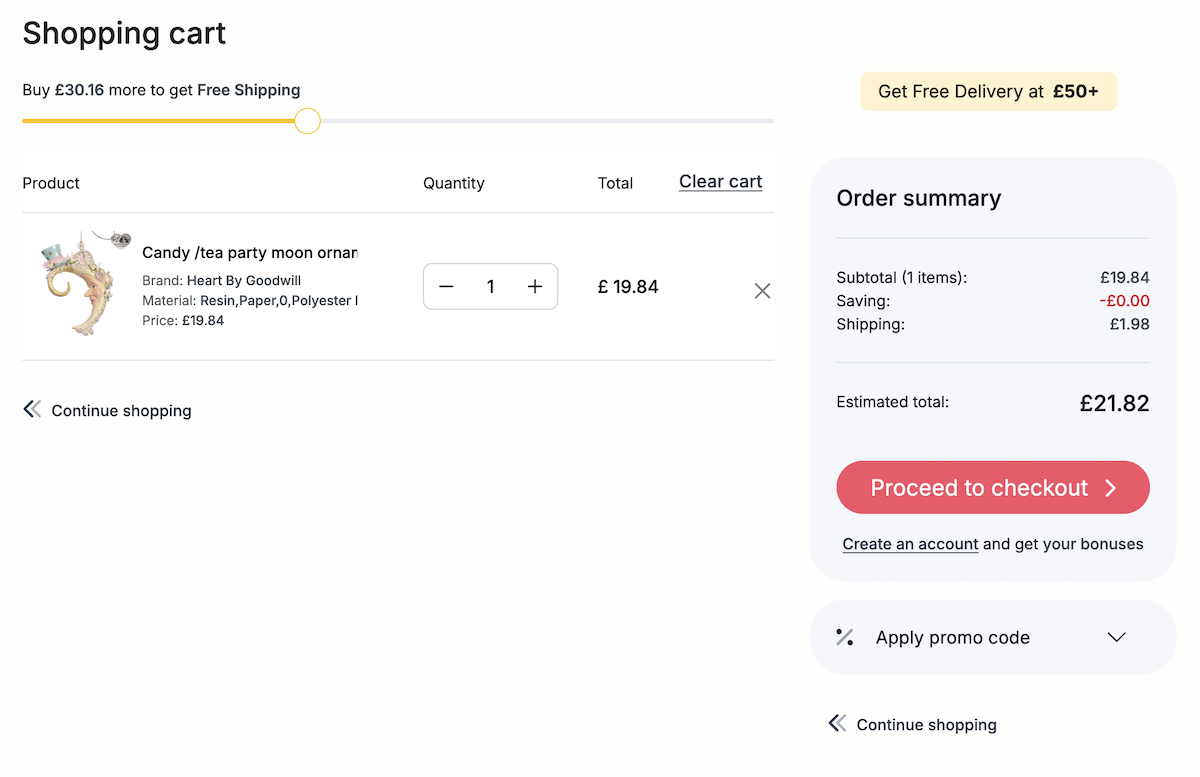 Shopping cart
Buy £30.16 more to get Free Shipping
Get Free Delivery at £50+
Product Quantity Total Clear cart
Candy /tea party moon ornan
Brand: Heart By Goodwill
Material: Resin,Paper,0,Polyester
Price: £19.84
1
£ 19.84
Continue shopping
Order summary
Subtotal (1 items): £19.84
Saving: -£0.00
Shipping: £1.98
Estimated total: £21.82
Proceed to checkout
Create an account and get your bonuses
% Apply promo code
Continue shopping